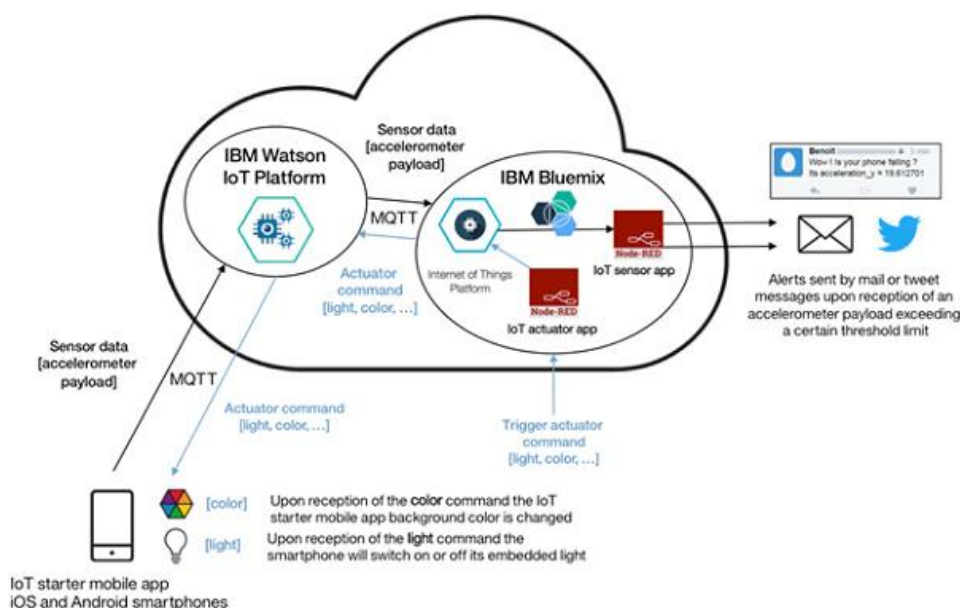 IBM Watson
IoT Platform
Sensor data
[accelerometer
payload]
MQTT
Actuator
command
[light, color, ...]
IBM Bluemix
Internet of Things
Platform
Node-RED
IoT sensor app
Node-RED
IoT actuator app
Benoit
5 min
Wow ! Is your phone falling ?
Its acceleration_y = 19.612701
Alerts sent by mail or tweet
messages upon reception of an
accelerometer payload exceeding
a certain threshold limit
Sensor data
[accelerometer
payload]
MQTT
Actuator command
[light, color, ...]
Trigger actuator
command
[light, color, ...]
[color]
Upon reception of the color command the IoT
starter mobile app background color is changed
[light]
Upon reception of the light command the
smartphone will switch on or off its embedded light
IoT starter mobile app
iOS and Android smartphones